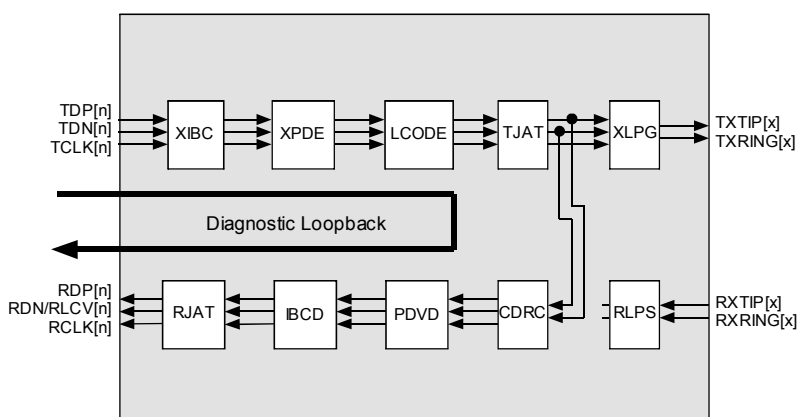 TDP[n]
TDN[n]
TCLK[n]
XIBC
XPDE
LCODE
TJAT
XLPG
TXTIP[x]
TXRING[x]
Diagnostic Loopback
RDP[n]
RDN/RLCV[n]
RCLK[n]
RJAT
IBCD
PDVD
CDRC
RLPS
RXTIP[x]
RXRING[x]